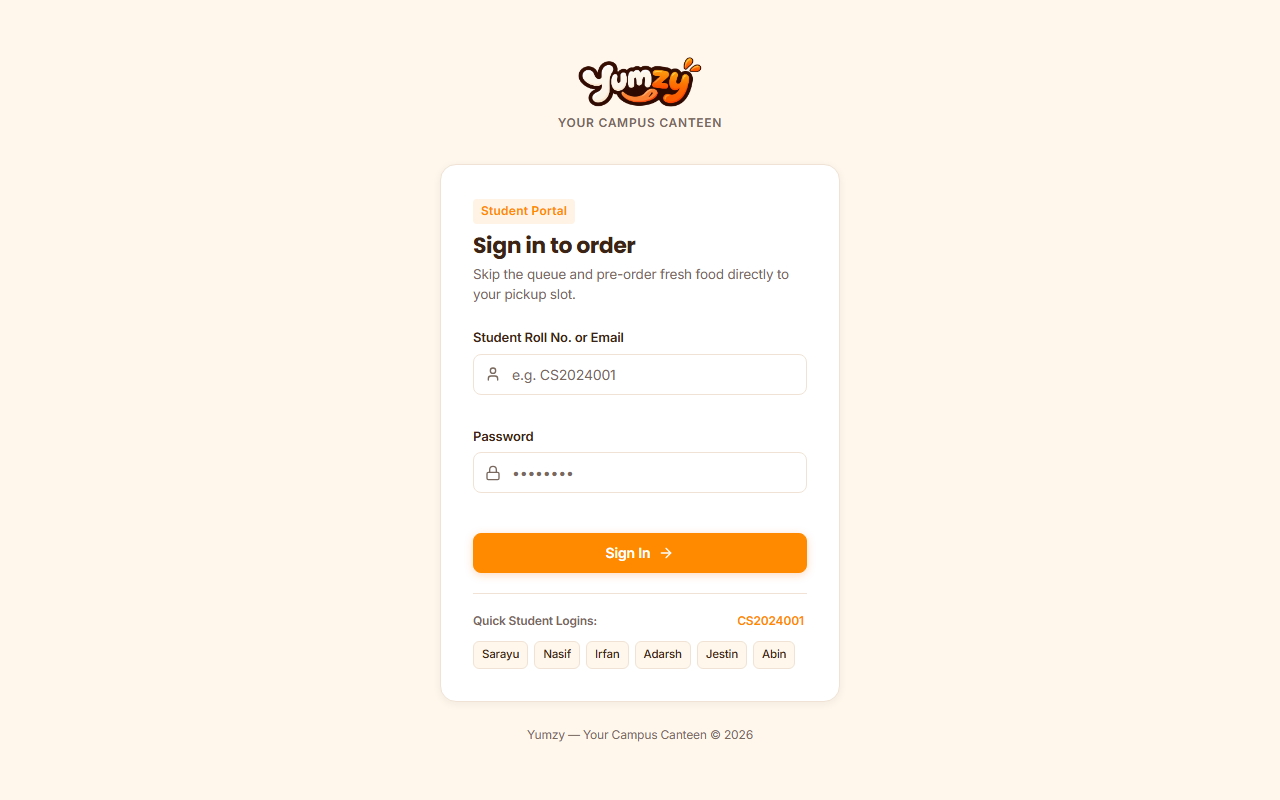 Yumzy
YOUR CAMPUS CANTEEN
Student Portal
Sign in to order
Skip the queue and pre-order fresh food directly to
your pickup slot.
Student Roll No. or Email
e.g. CS2024001
Password
••••••••
Sign In →
Quick Student Logins: CS2024001
Sarayu Nasif Irfan Adarsh Jestin Abin
Yumzy — Your Campus Canteen © 2026